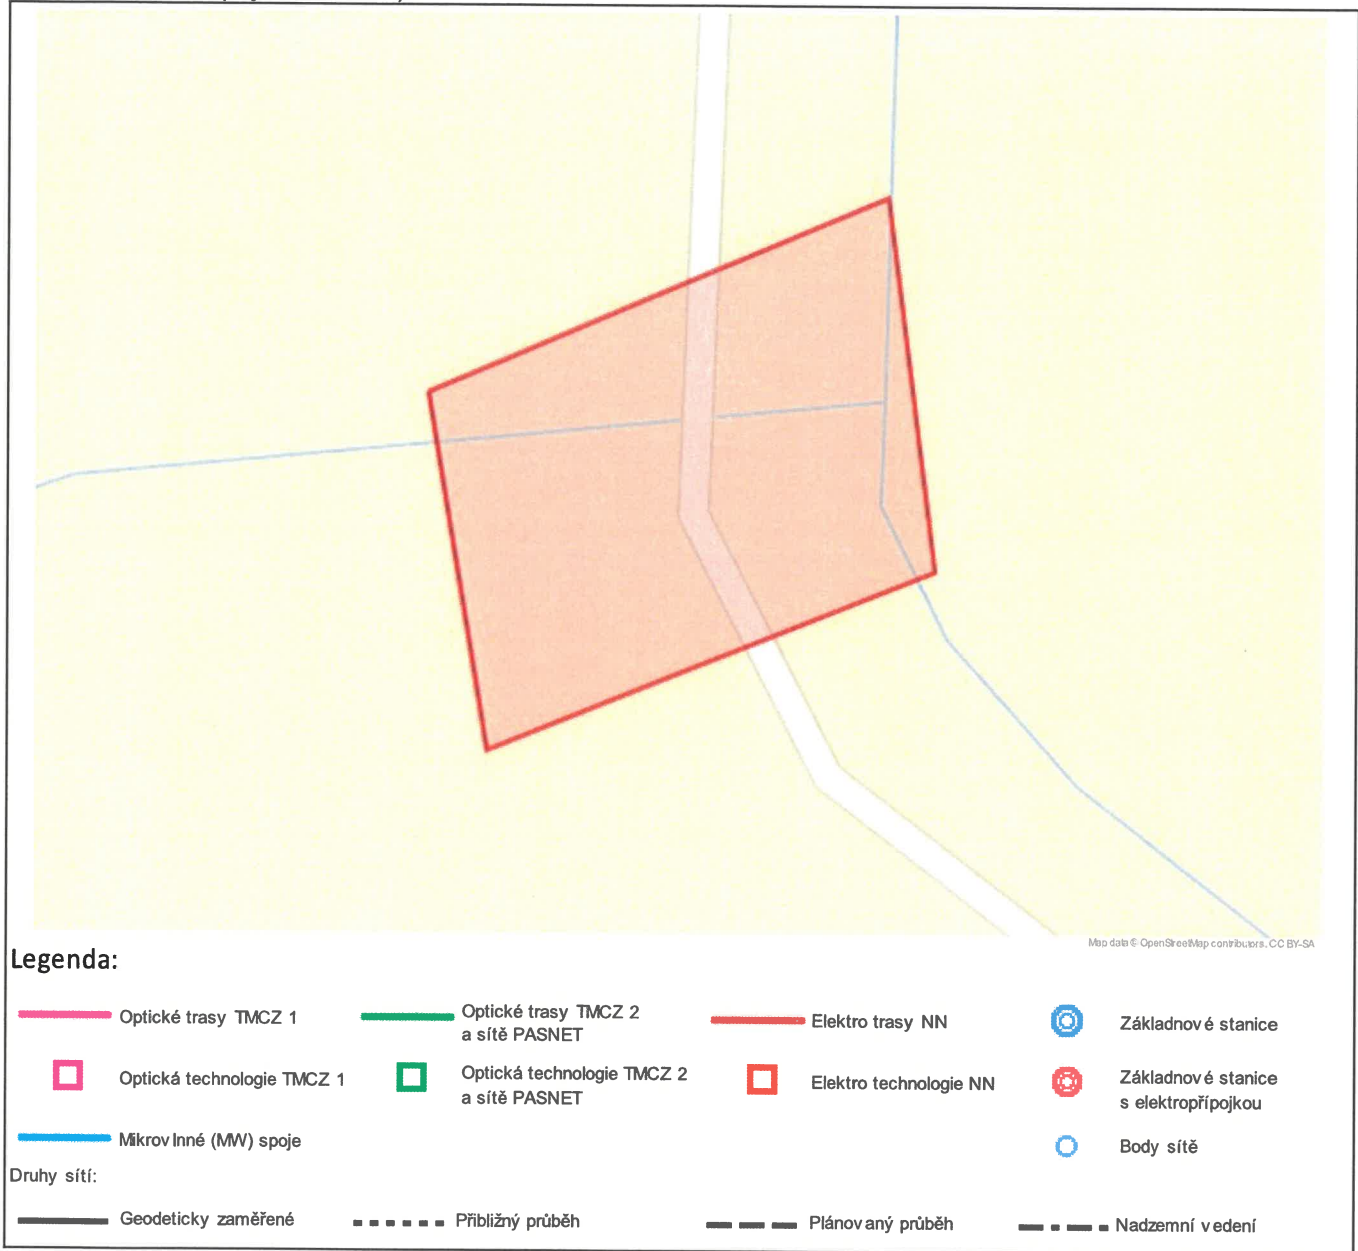 Map data © OpenStreetMap contributors, CC BY-SA
Legenda:
Optické trasy TMCZ 1
Optické trasy TMCZ 2
a sítě PASNET
Elektro trasy NN
Základnové stanice
Optická technologie TMCZ 1
Optická technologie TMCZ 2
a sítě PASNET
Elektro technologie NN
Základnové stanice
s elektropřípojkou
Mikrovlnné (MW) spoje
Body sítě
Druhy sítí:
Geodeticky zaměřené
Přibližný průběh
Plánovaný průběh
Nadzemní vedení